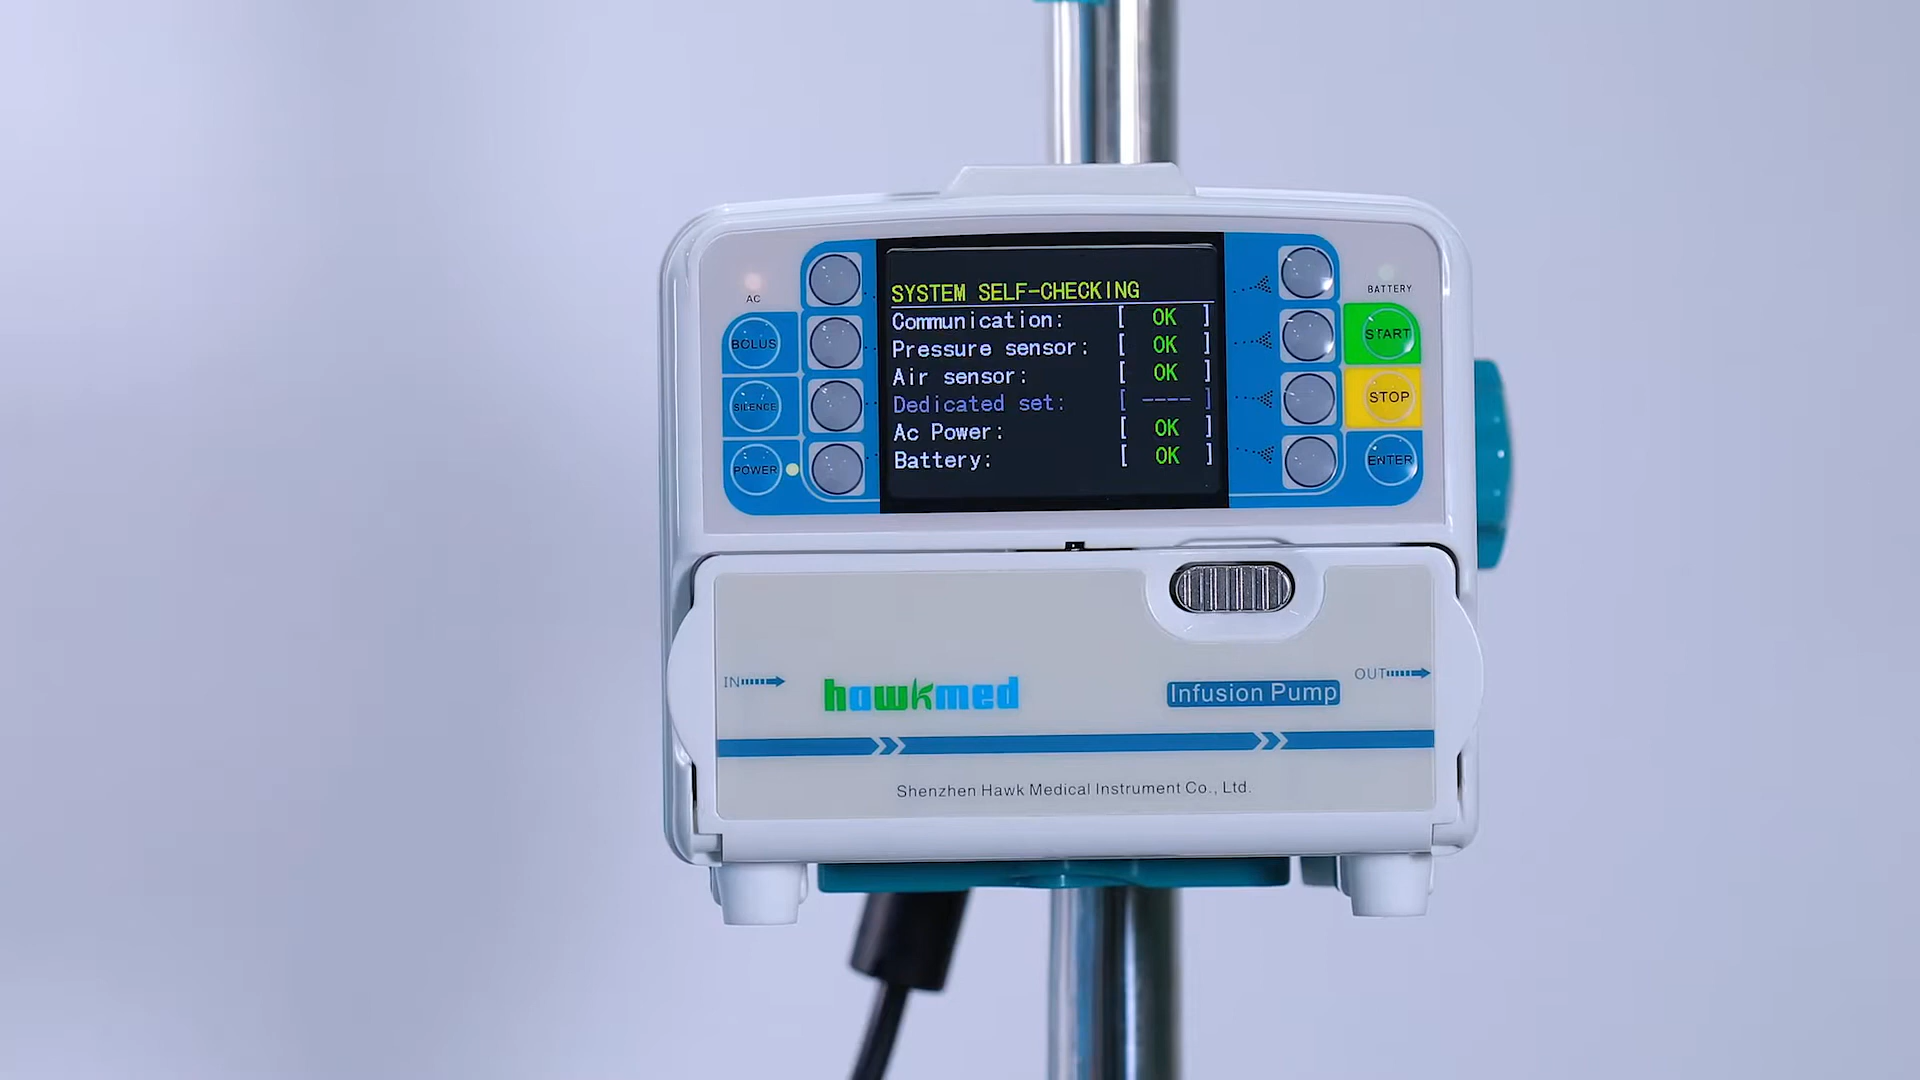 SYSTEM SELF-CHECKING
Communication: [ OK ]
Pressure sensor: [ OK ]
Air sensor: [ OK ]
Dedicated set: [ ---- ]
Ac Power: [ OK ]
Battery: [ OK ]
AC
BOLUS
SILENCE
POWER
BATTERY
START
STOP
ENTER
IN
hawkmed
Infusion Pump
OUT
Shenzhen Hawk Medical Instrument Co., Ltd.